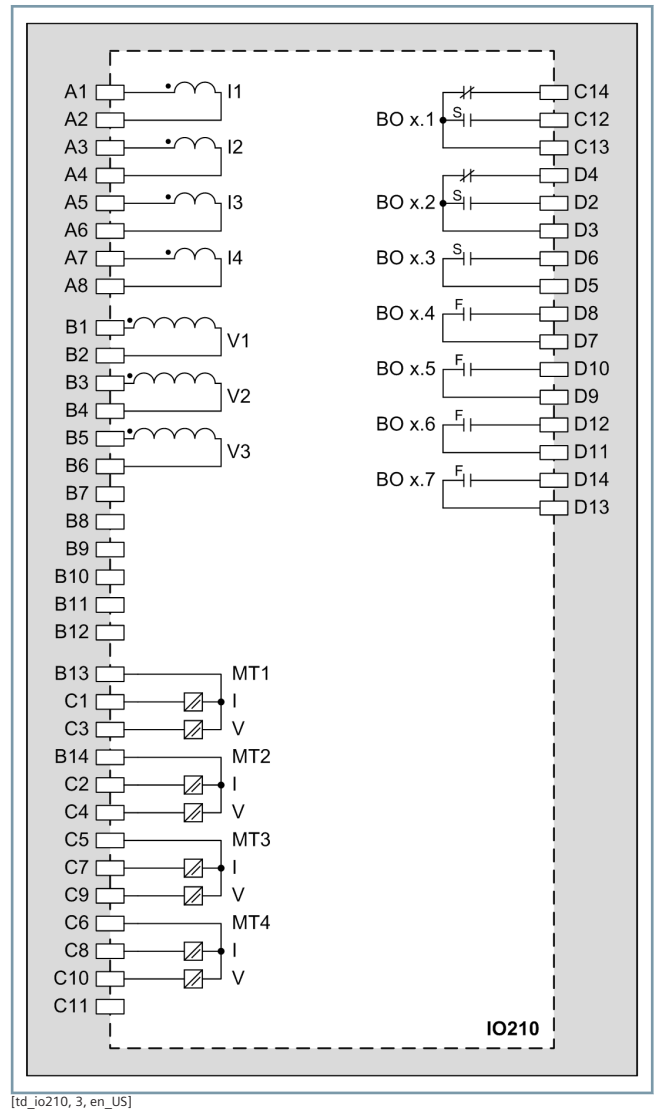 A1 I1 C14
A2 BO x.1 S C12
A3 I2 C13
A4 D4
A5 I3 BO x.2 S D2
A6 D3
A7 I4 BO x.3 S D6
A8 D5
B1 BO x.4 F D8
B2 V1 D7
B3 BO x.5 F D10
B4 V2 D9
B5 BO x.6 F D12
B6 V3 D11
B7 BO x.7 F D14
B8 D13
B9
B10
B11
B12
B13 MT1
C1 I
C3 V
B14 MT2
C2 I
C4 V
C5 MT3
C7 I
C9 V
C6 MT4
C8 I
C10 V
C11
IO210
[td_io210, 3, en_US]